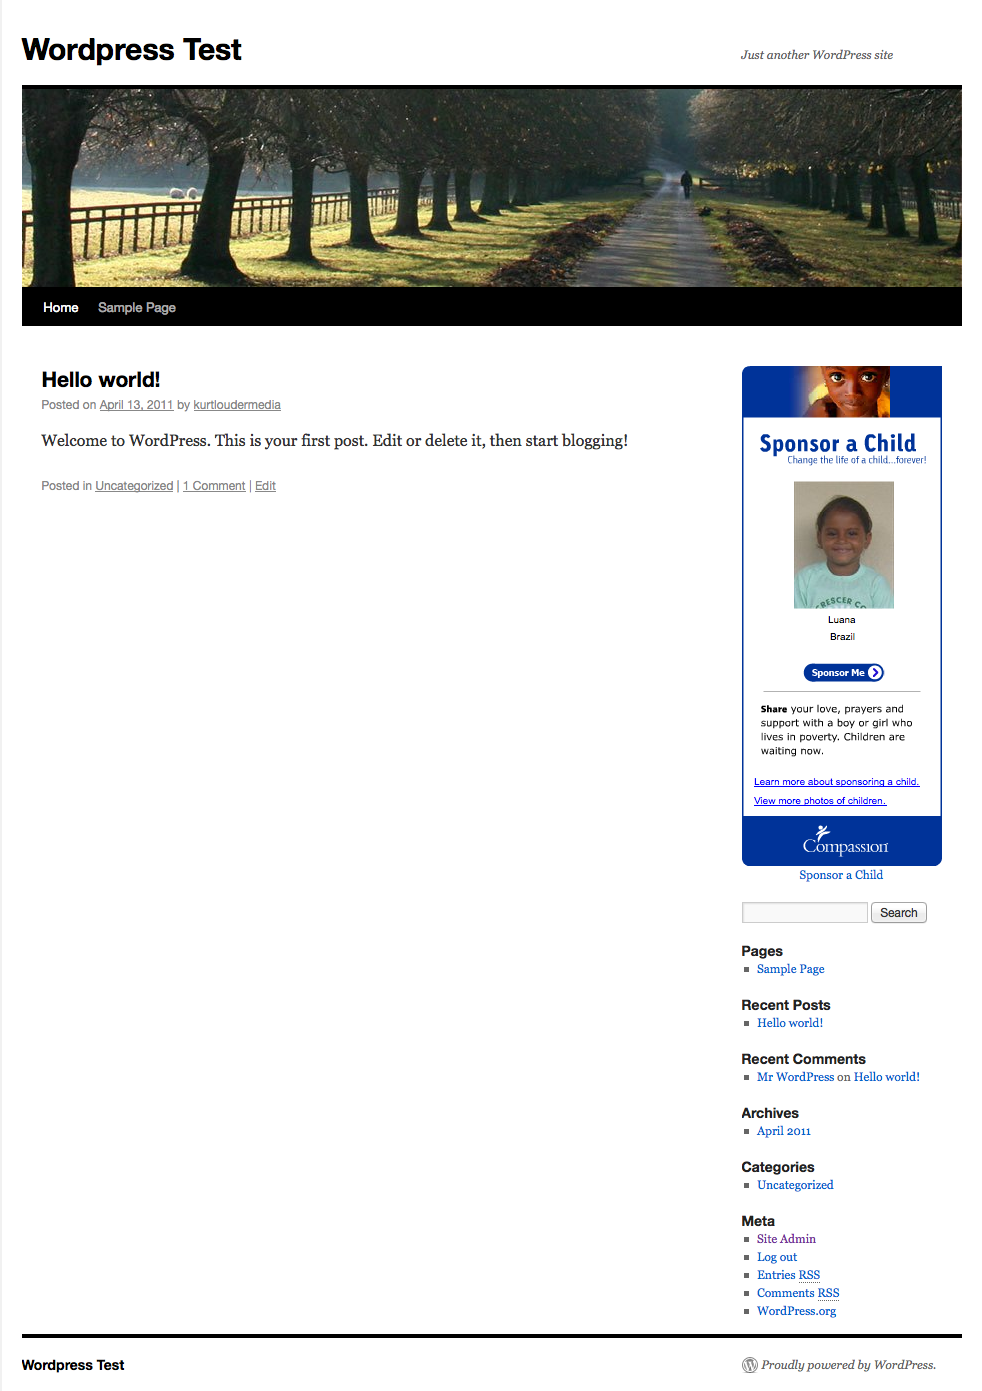 Wordpress Test
Just another WordPress site
Home Sample Page
Hello world!
Posted on April 13, 2011 by kurtloudermedia
Welcome to WordPress. This is your first post. Edit or delete it, then start blogging!
Posted in Uncategorized | 1 Comment | Edit
Sponsor a Child
Change the life of a child...forever!
RESCER CO
Luana
Brazil
Sponsor Me
Share your love, prayers and
support with a boy or girl who
lives in poverty. Children are
waiting now.
Learn more about sponsoring a child.
View more photos of children.
Compassion
Sponsor a Child
Search
Pages
Sample Page
Recent Posts
Hello world!
Recent Comments
Mr WordPress on Hello world!
Archives
April 2011
Categories
Uncategorized
Meta
Site Admin
Log out
Entries RSS
Comments RSS
WordPress.org
Wordpress Test
Proudly powered by WordPress.